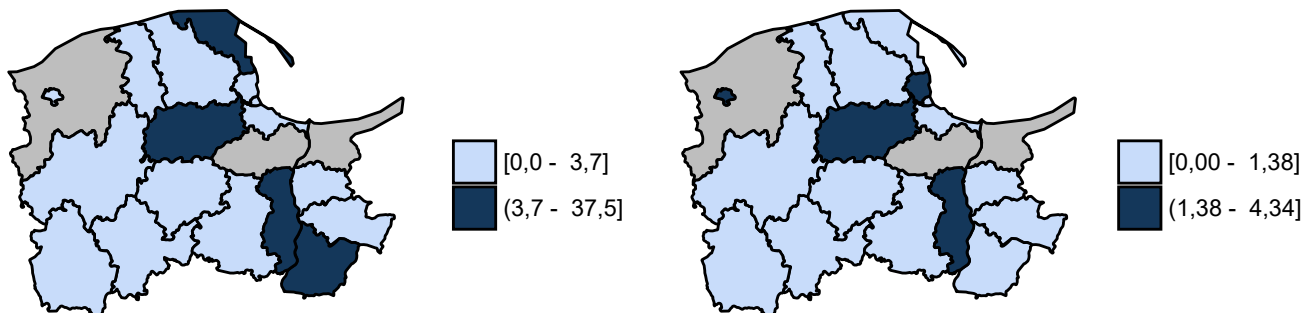 [0,0 - 3,7]
(3,7 - 37,5]
[0,00 - 1,38]
(1,38 - 4,34]